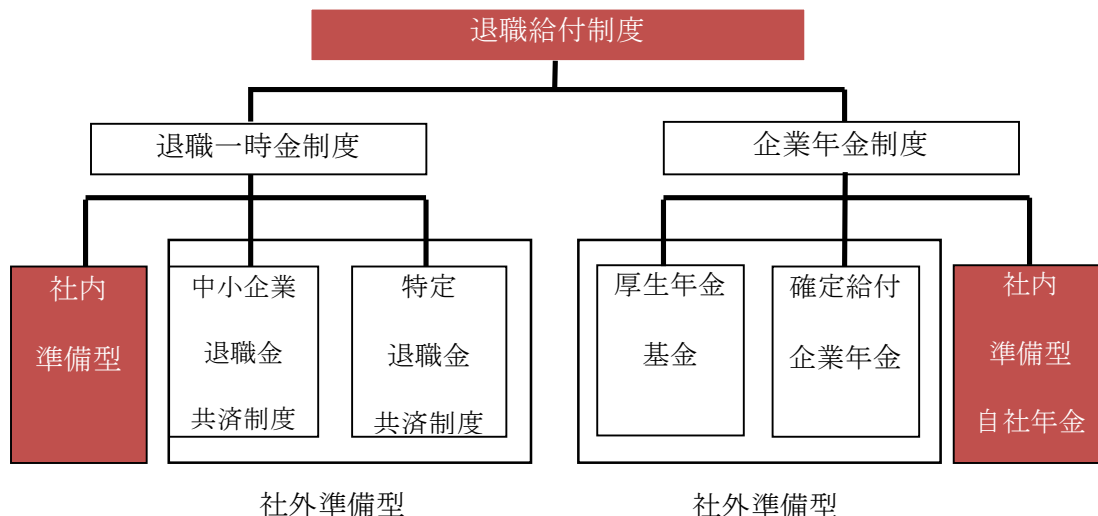 退職給付制度
退職一時金制度
企業年金制度
社内
準備型
中小企業
退職金
共済制度
特定
退職金
共済制度
厚生年金
基金
確定給付
企業年金
社内
準備型
自社年金
社外準備型
社外準備型